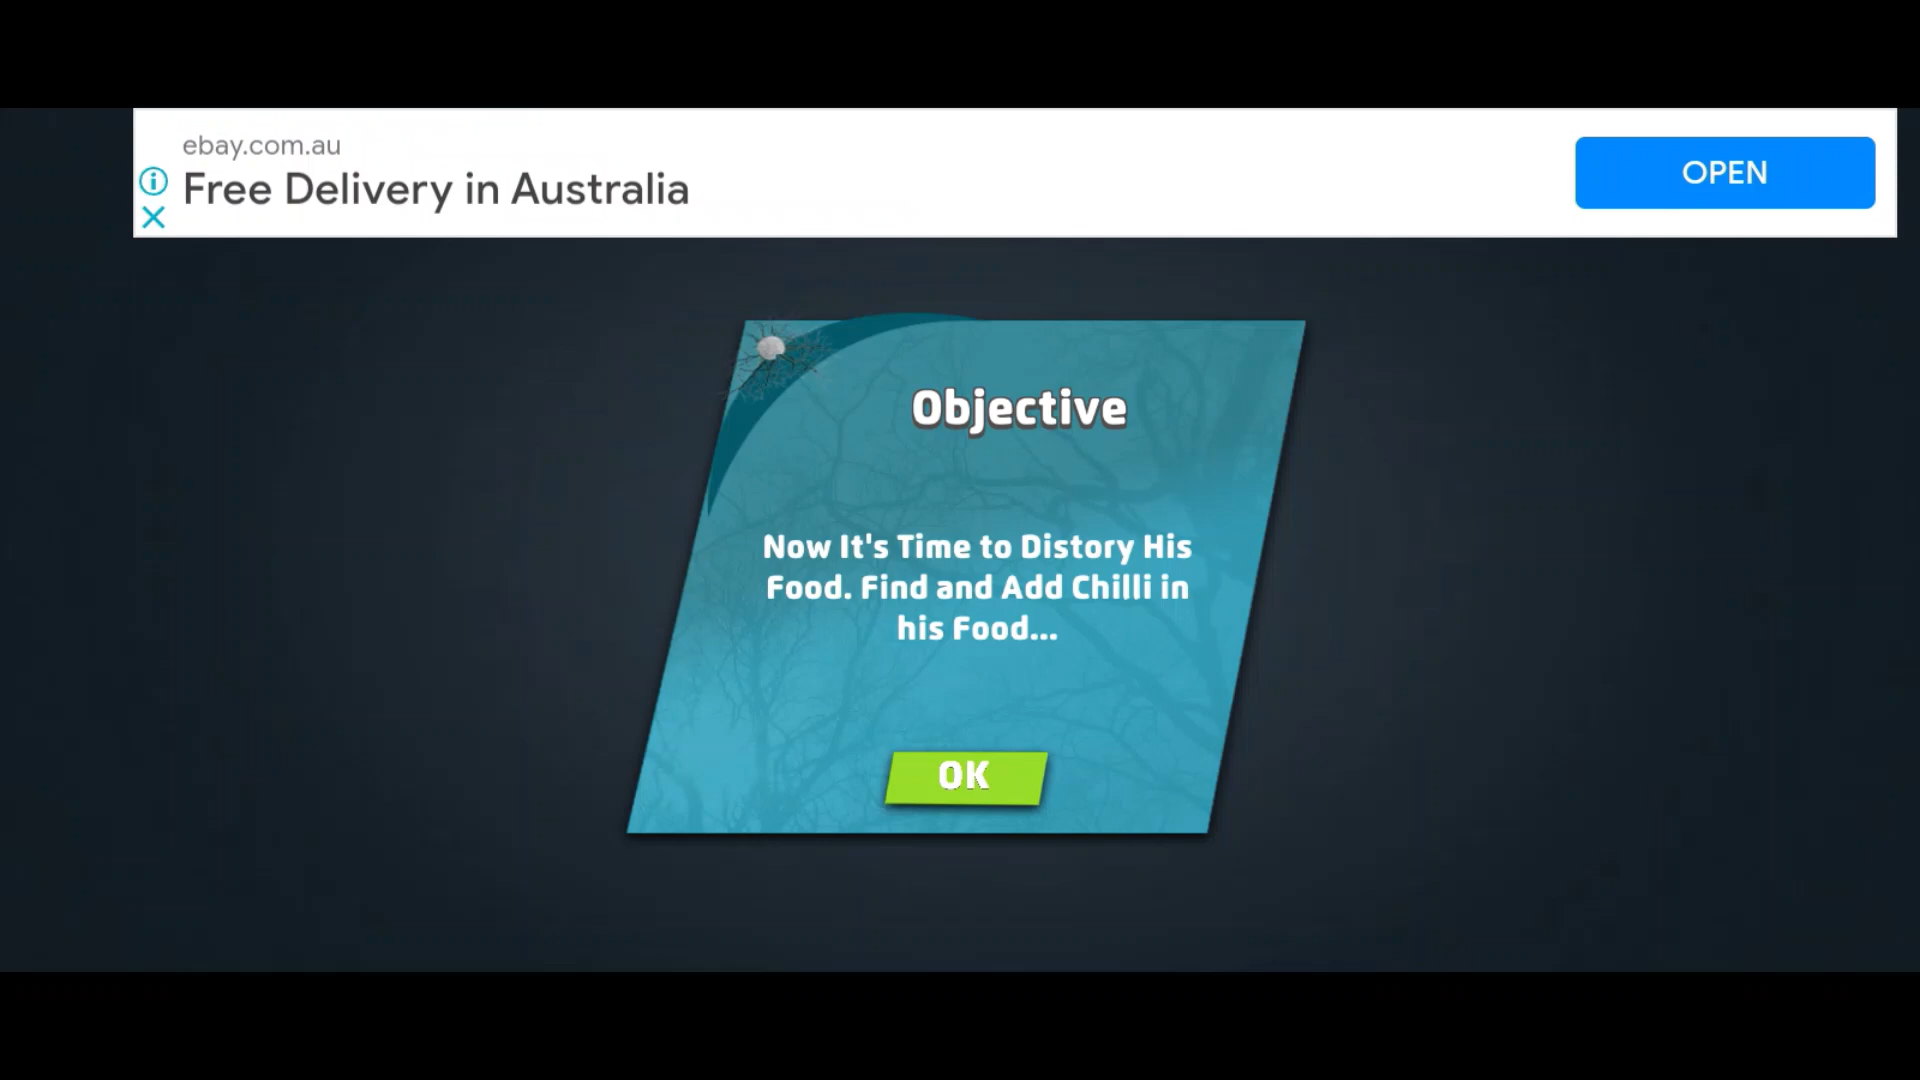 ebay.com.au
Free Delivery in Australia
OPEN
Objective
Now It's Time to Distory His
Food. Find and Add Chilli in
his Food...
OK